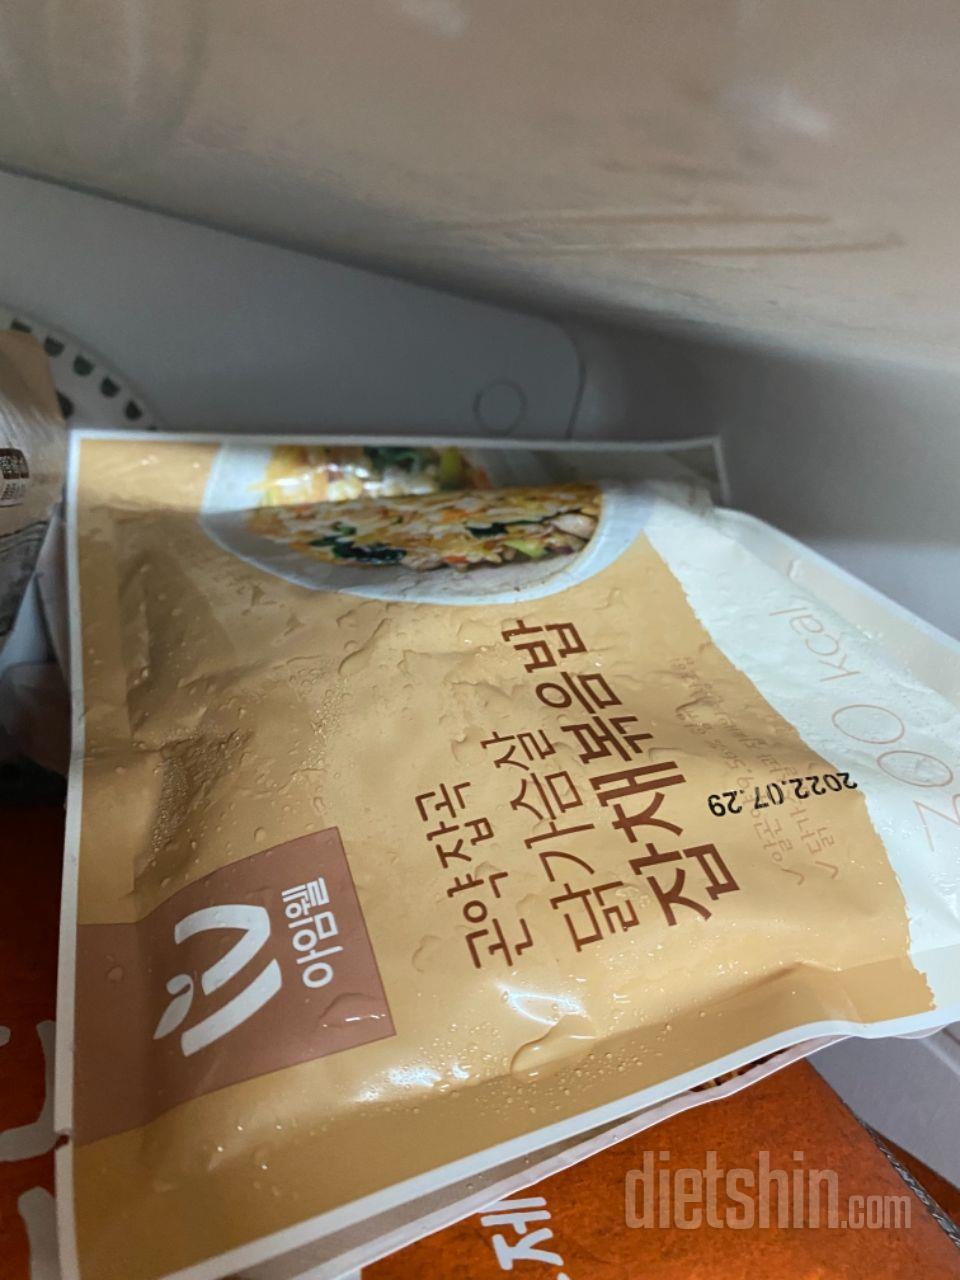 아임웰
곤약잡곡
닭가슴살
잡채볶음밥
2022.07.29
300 kcal
제
dietshin.com